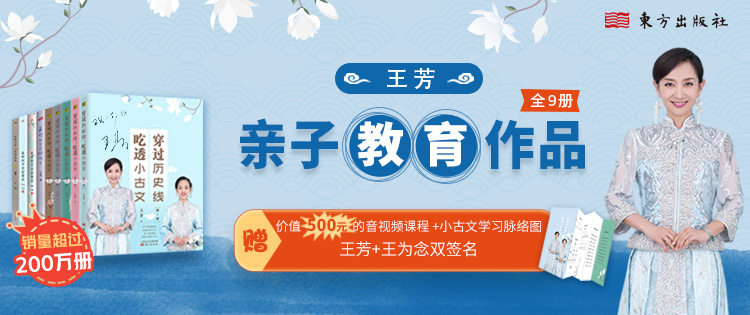 東方出版社
王芳
全9册
亲子教育作品
穿过历史线
吃透小古文
销量超过
200万册
赠
价值500元的音视频课程+小古文学习脉络图
王芳+王为念双签名